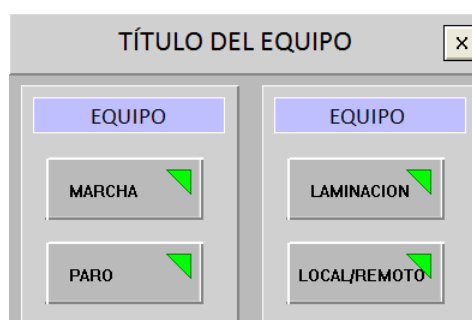 TÍTULO DEL EQUIPO
X
EQUIPO
EQUIPO
MARCHA
LAMINACION
PARO
LOCAL/REMOTO